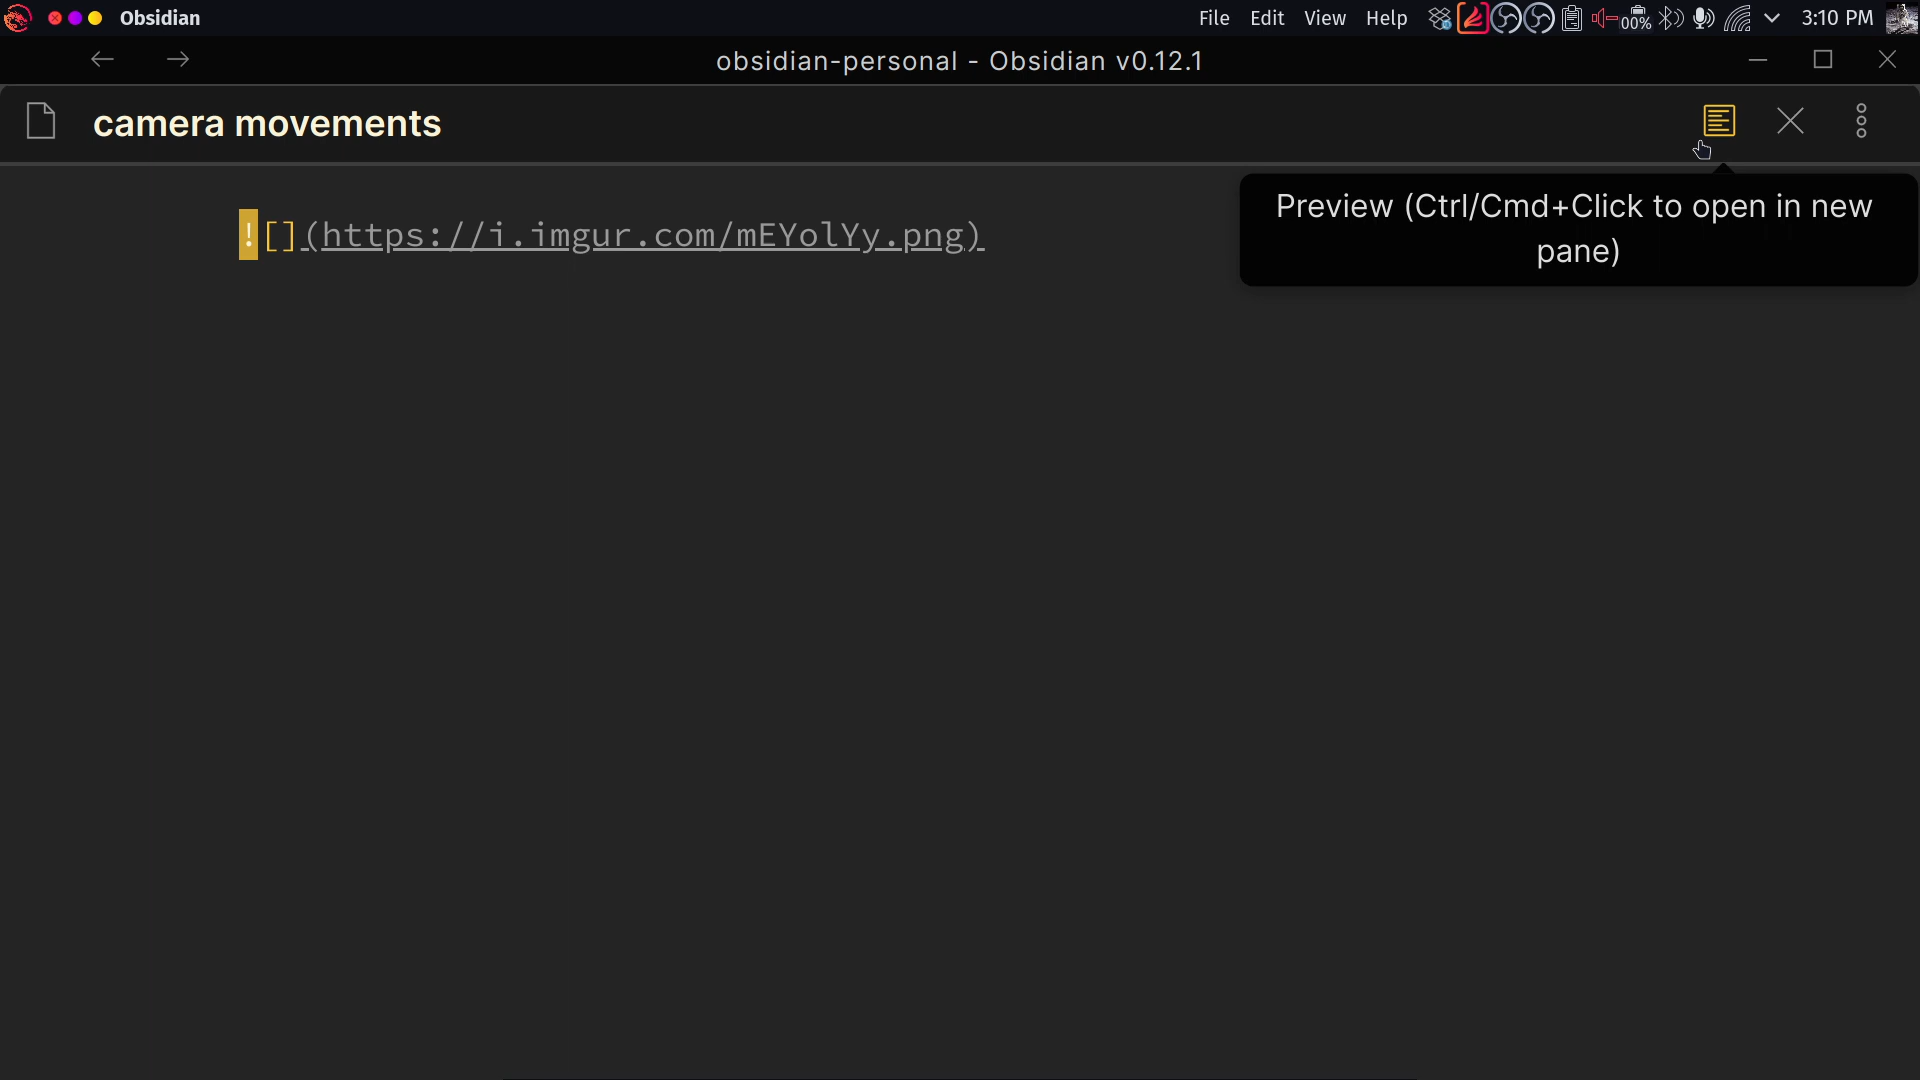 Obsidian
File Edit View Help
00%
3:10 PM
obsidian-personal - Obsidian v0.12.1
camera movements
Preview (Ctrl/Cmd+Click to open in new
pane)
![](https://i.imgur.com/mEYolYy.png)